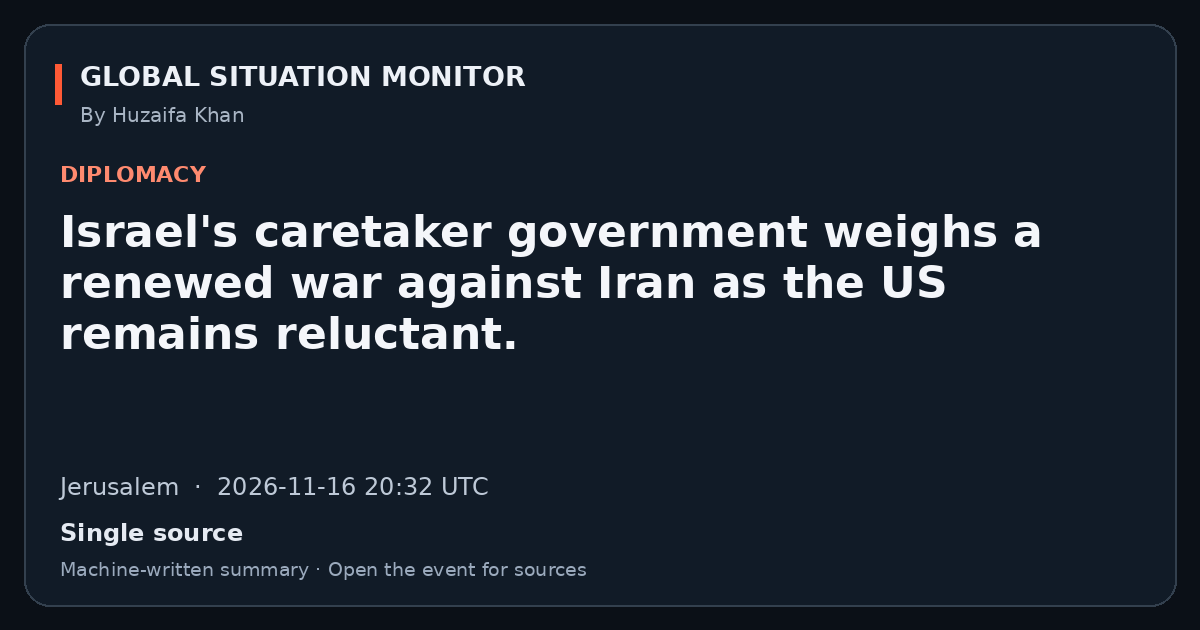 GLOBAL SITUATION MONITOR
By Huzaifa Khan
DIPLOMACY
Israel's caretaker government weighs a
renewed war against Iran as the US
remains reluctant.
Jerusalem · 2026-11-16 20:32 UTC
Single source
Machine-written summary · Open the event for sources